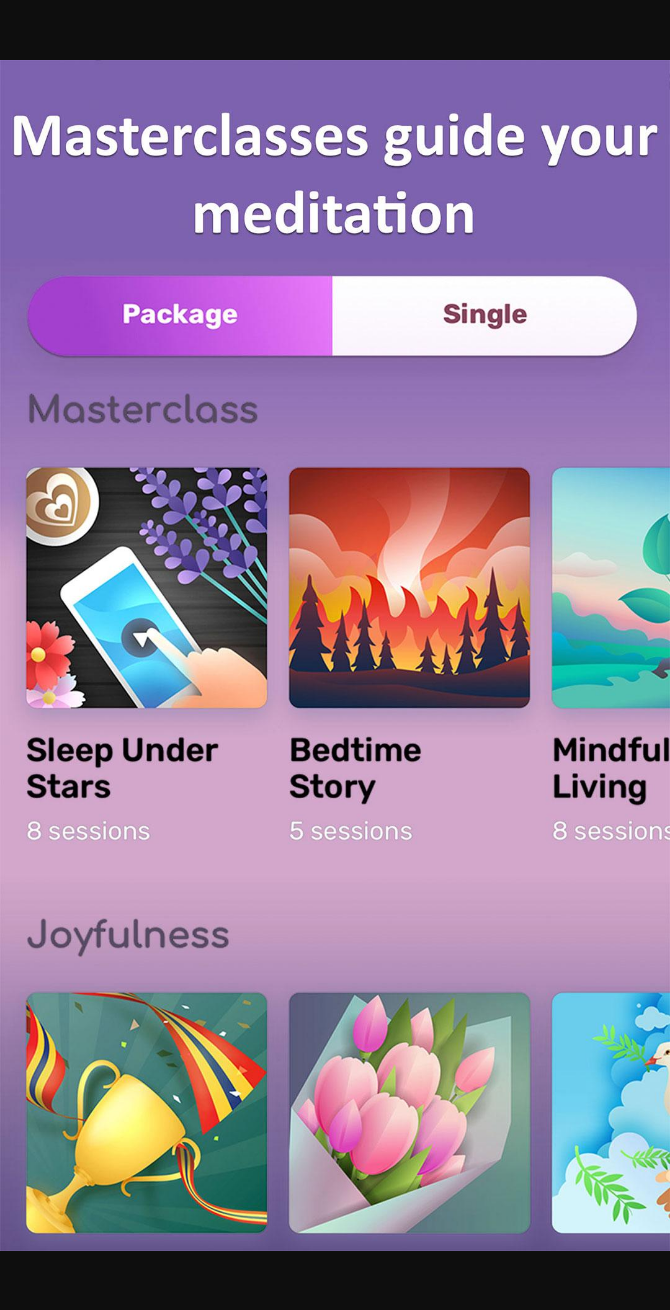 Masterclasses guide your
meditation
Package
Single
Masterclass
Sleep Under
Stars
8 sessions
Bedtime
Story
5 sessions
Mindful
Living
8 sessions
Joyfulness